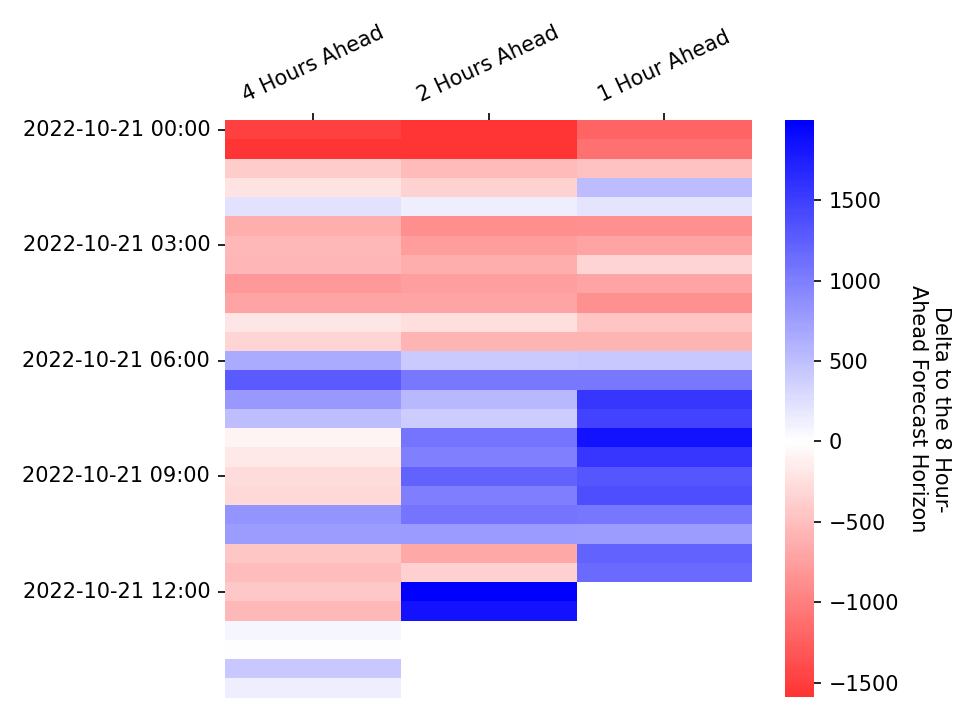 4 Hours Ahead
2 Hours Ahead
1 Hour Ahead
2022-10-21 00:00
2022-10-21 03:00
2022-10-21 06:00
2022-10-21 09:00
2022-10-21 12:00
1500
1000
500
0
−500
−1000
−1500
Delta to the 8 Hour-
Ahead Forecast Horizon